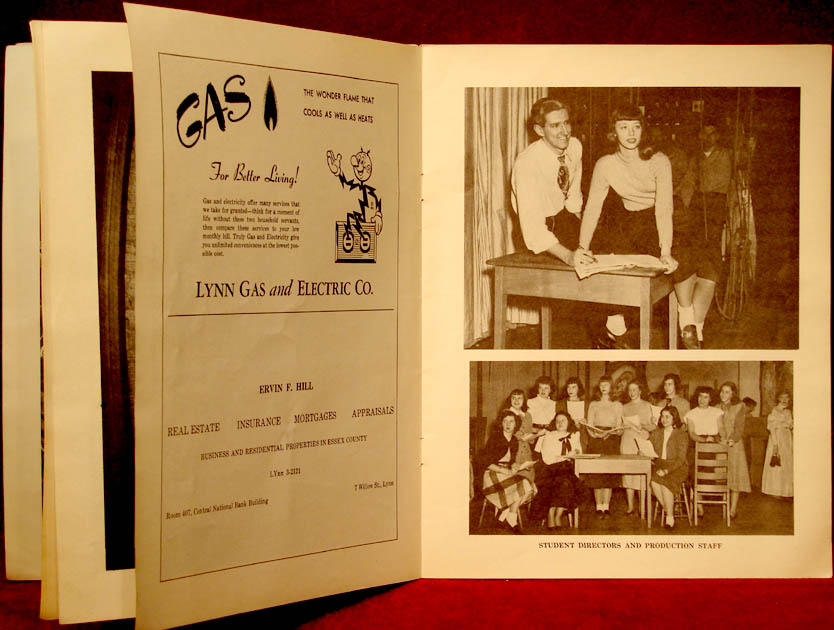 GAS
THE WONDER FLAME THAT
COOLS AS WELL AS HEATS
For Better Living!
Gas and electricity offer many services that
we take for granted—think for a moment of
life without these two household servants,
then compare these services to your low
monthly bill. Truly Gas and Electricity give
you unlimited conveniences at the lowest pos-
sible cost.
LYNN GAS and ELECTRIC CO.
ERVIN F. HILL
REAL ESTATE INSURANCE MORTGAGES APPRAISALS
BUSINESS AND RESIDENTIAL PROPERTIES IN ESSEX COUNTY
LYnn 3-2121
7 Willow St., Lynn
Room 407, Central National Bank Building
STUDENT DIRECTORS AND PRODUCTION STAFF